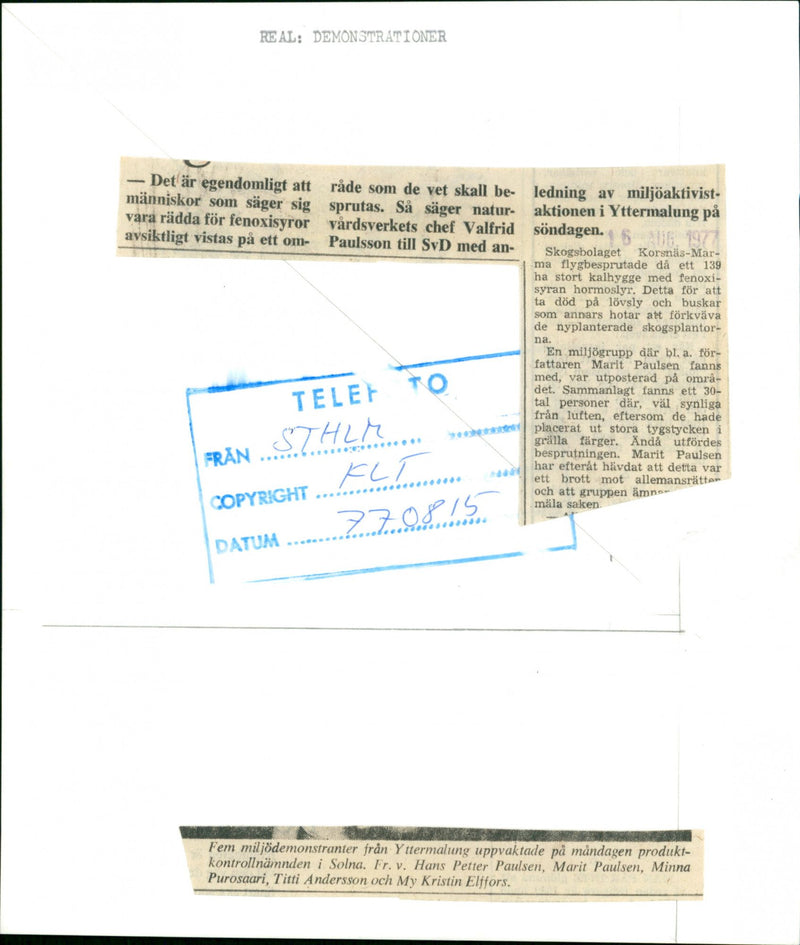 REAL: DEMONSTRATIONER
— Det är egendomligt att
människor som säger sig
vara rädda för fenoxisyror
avsiktligt vistas på ett om-
råde som de vet skall be-
sprutas. Så säger natur-
vårdsverkets chef Valfrid
Paulsson till SvD med an-
ledning av miljöaktivist-
aktionen i Yttermalung på
söndagen.
16 AUG. 1977
Skogsbolaget Korsnäs-Mar-
ma flygbesprutade då ett 139
ha stort kalhygge med fenoxi-
syran hormoslyr. Detta för att
ta död på lövsly och buskar
som annars hotar att förkväva
de nyplanterade skogsplantor-
na.
En miljögrupp där bl. a. för-
fattaren Marit Paulsen fanns
med, var utposterad på områ-
det. Sammanlagt fanns ett 30-
tal personer där, väl synliga
från luften, eftersom de hade
placerat ut stora tygstycken i
grälla färger. Ändå utfördes
besprutningen. Marit Paulsen
har efteråt hävdat att detta var
ett brott mot allemansrätten
och att gruppen
mäla saken.
TELEF TO
FRÅN STHLM
COPYRIGHT KLT
DATUM 770815
Fem miljödemonstranter från Yttermalung uppvaktade på måndagen produkt-
kontrollnämnden i Solna. Fr. v. Hans Petter Paulsen, Marit Paulsen, Minna
Purosaari, Titti Andersson och My Kristin Elffors.